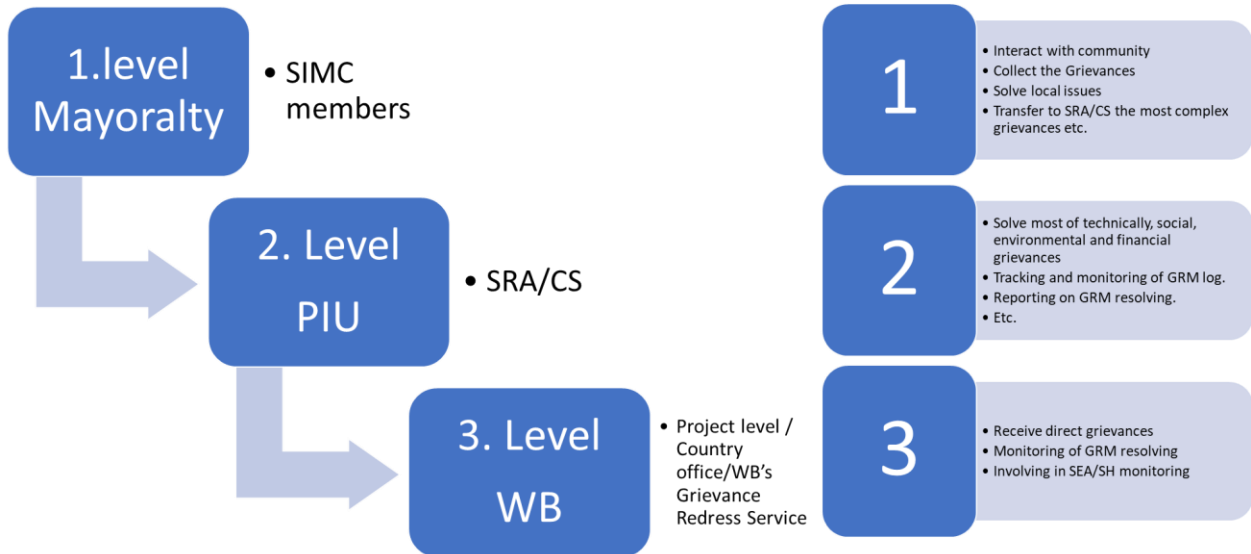 1.level
Mayoralty
• SIMC
members
2. Level
PIU
• SRA/CS
3. Level
WB
• Project level /
Country
office/WB's
Grievance
Redress Service
1
• Interact with community
• Collect the Grievances
• Solve local issues
• Transfer to SRA/CS the most complex
grievances etc.
2
• Solve most of technically, social,
environmental and financial
grievances
• Tracking and monitoring of GRM log.
• Reporting on GRM resolving.
• Etc.
3
• Receive direct grievances
• Monitoring of GRM resolving
• Involving in SEA/SH monitoring